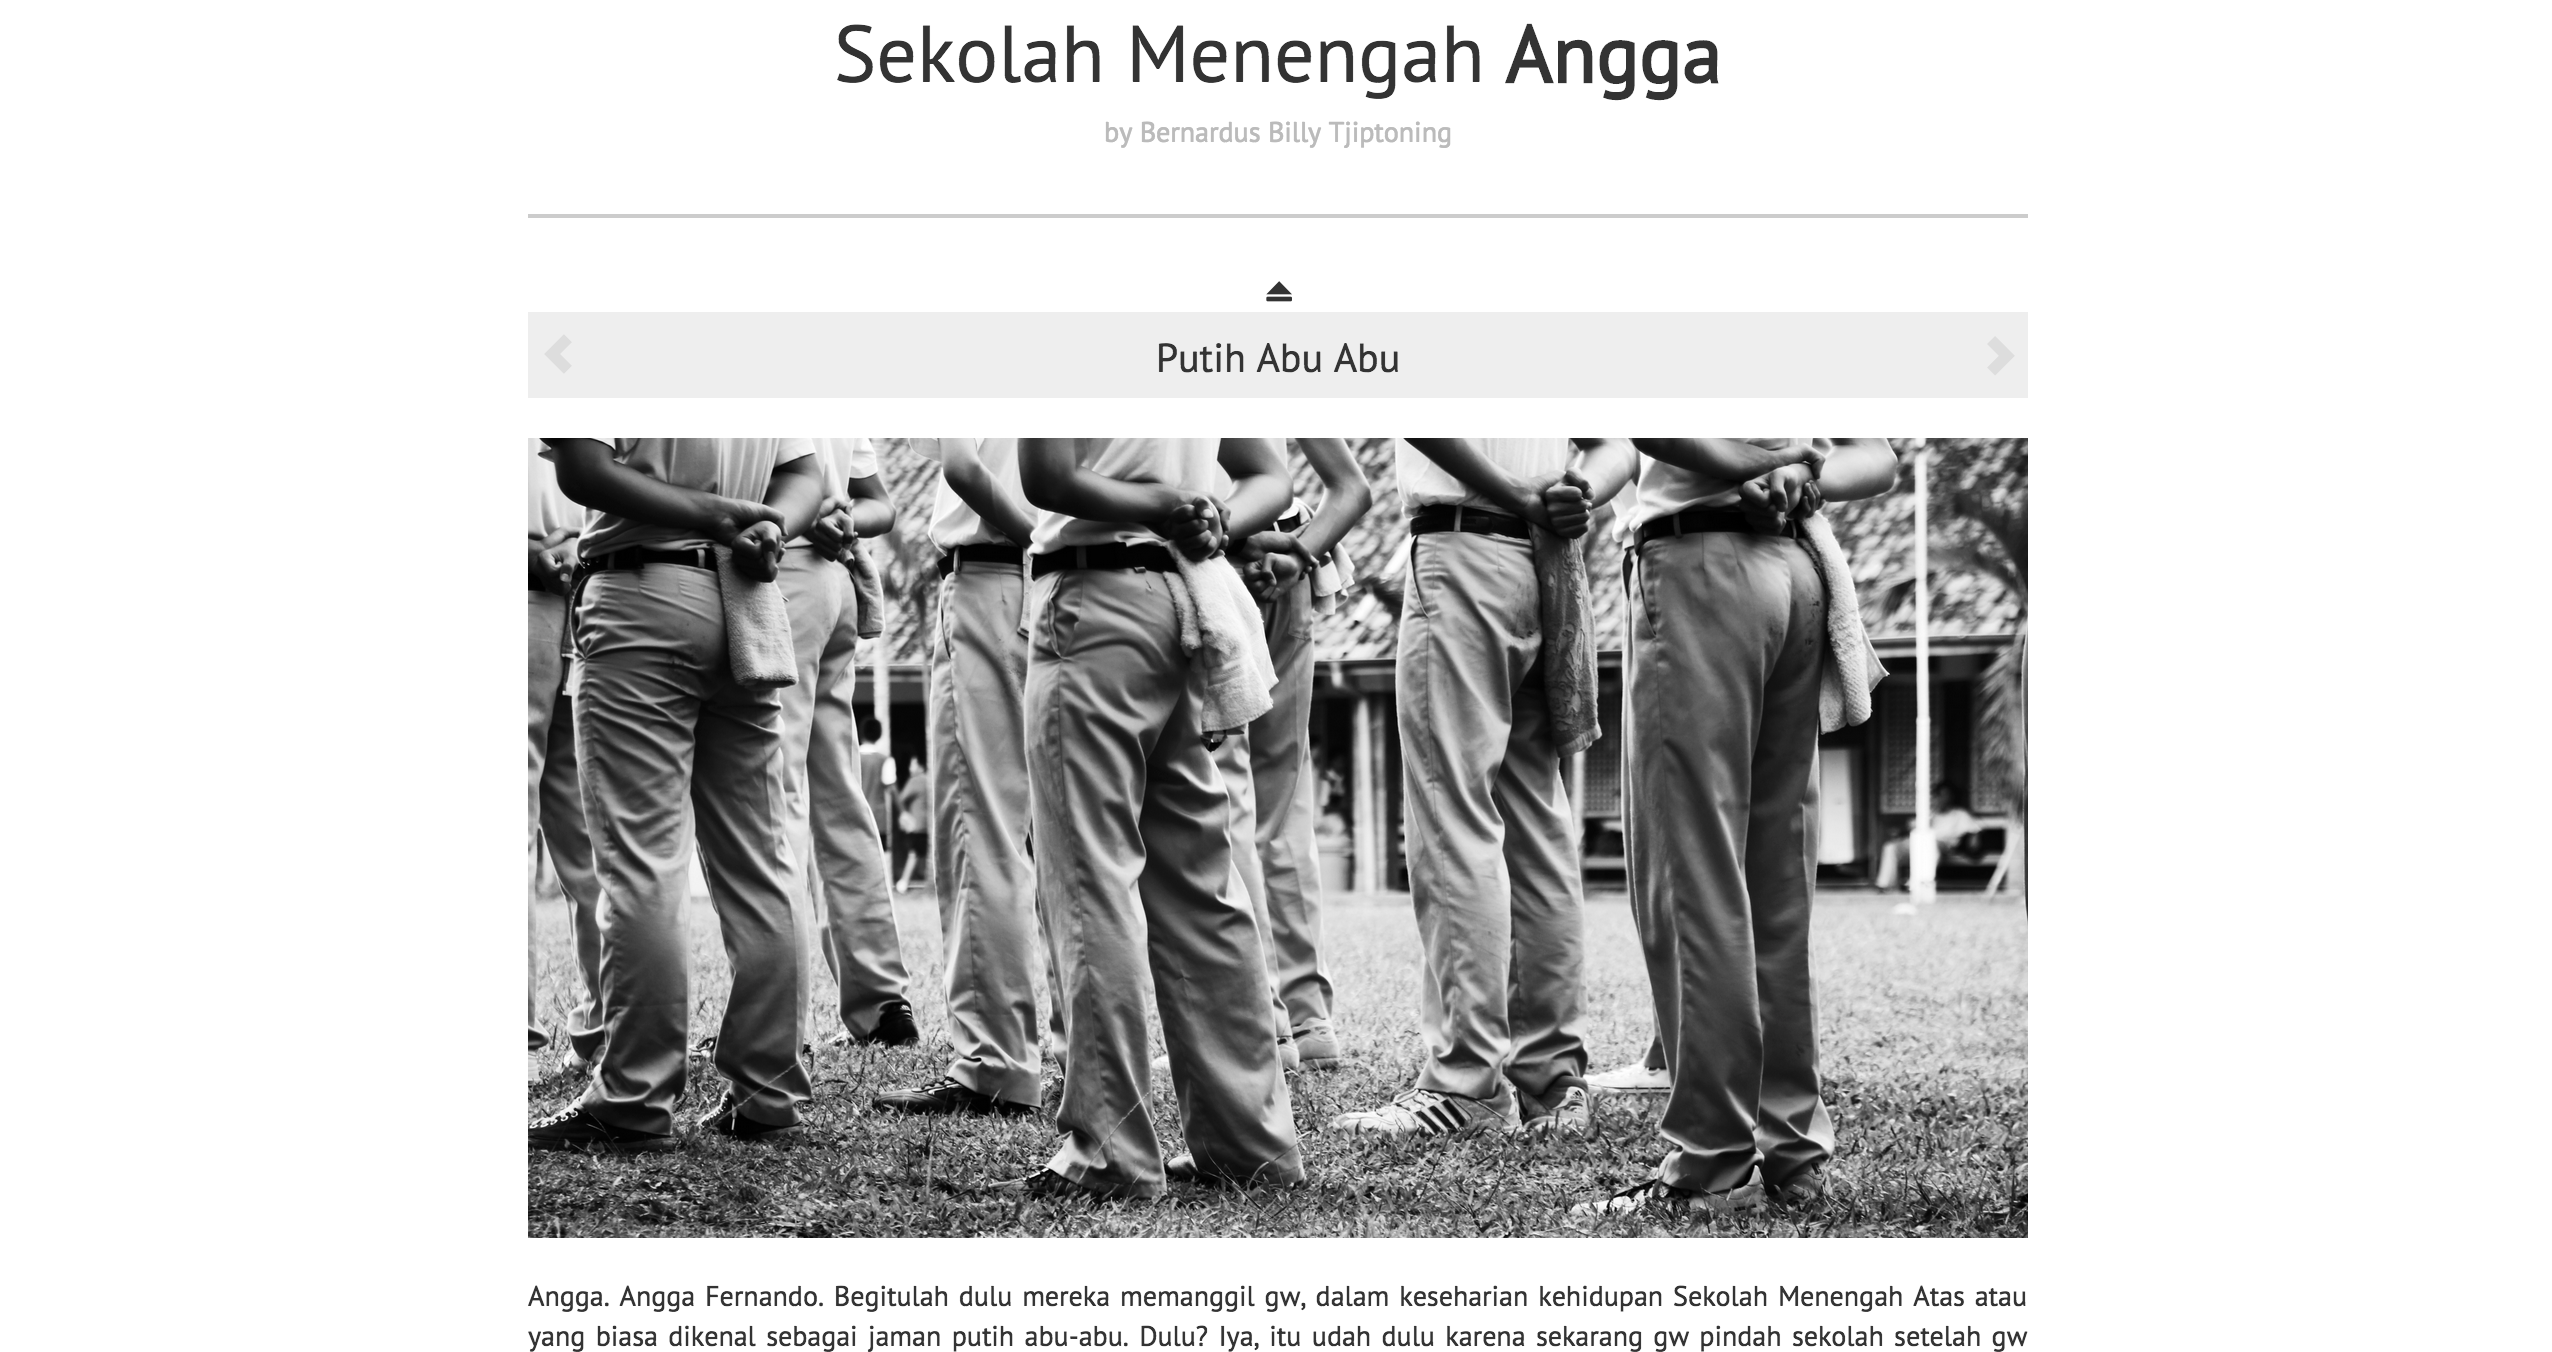 Sekolah Menengah Angga
by Bernardus Billy Tjiptoning
Putih Abu Abu
Angga. Angga Fernando. Begitulah dulu mereka memanggil gw, dalam keseharian kehidupan Sekolah Menengah Atas atau
yang biasa dikenal sebagai jaman putih abu-abu. Dulu? Iya, itu udah dulu karena sekarang gw pindah sekolah setelah gw